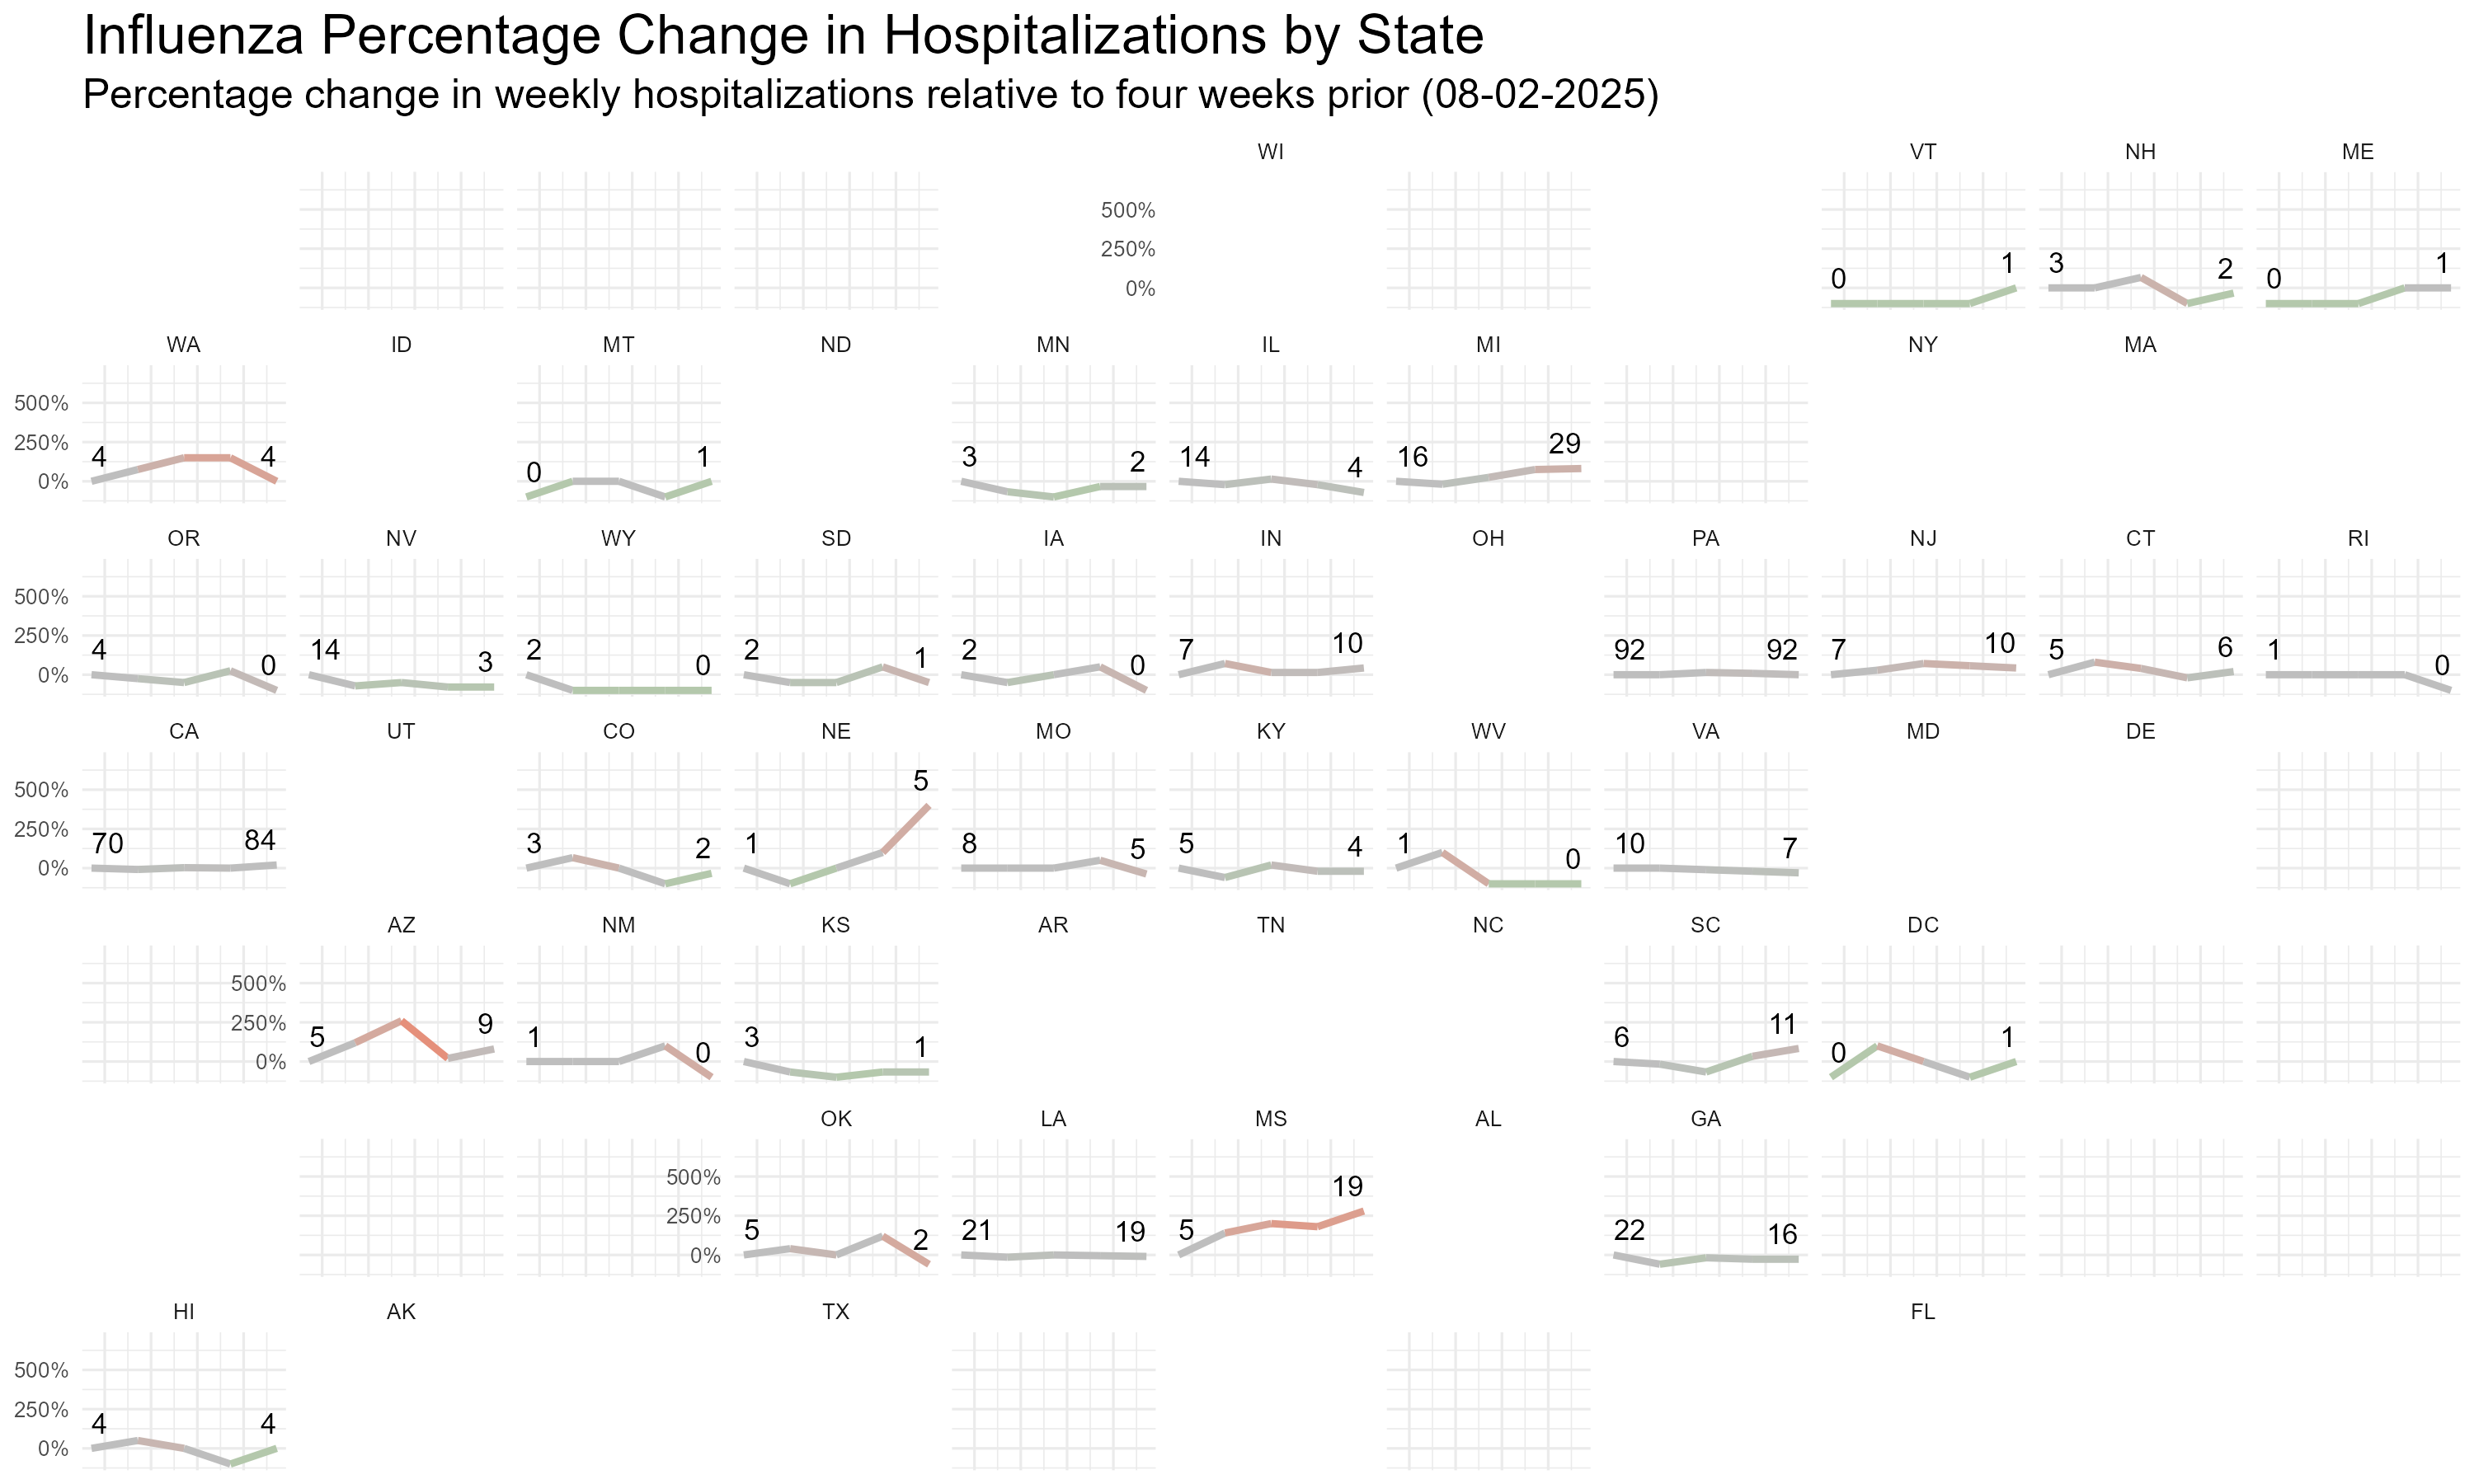 Influenza Percentage Change in Hospitalizations by State
Percentage change in weekly hospitalizations relative to four weeks prior (08-02-2025)
WI VT NH ME
500%
250%
0%
0 1 3 2 0 1
WA ID MT ND MN IL MI NY MA
500%
250%
0%
4 4 0 1 3 2 14 4 16 29
OR NV WY SD IA IN OH PA NJ CT RI
500%
250%
0%
4 0 14 3 2 0 2 1 2 0 7 10 92 92 7 10 5 6 1 0
CA UT CO NE MO KY WV VA MD DE
500%
250%
0%
70 84 3 2 1 5 8 5 5 4 1 0 10 7
AZ NM KS AR TN NC SC DC
500%
250%
0%
5 9 1 0 3 1 6 11 0 1
OK LA MS AL GA
500%
250%
0%
5 2 21 19 5 19 22 16
HI AK TX FL
500%
250%
0%
4 4